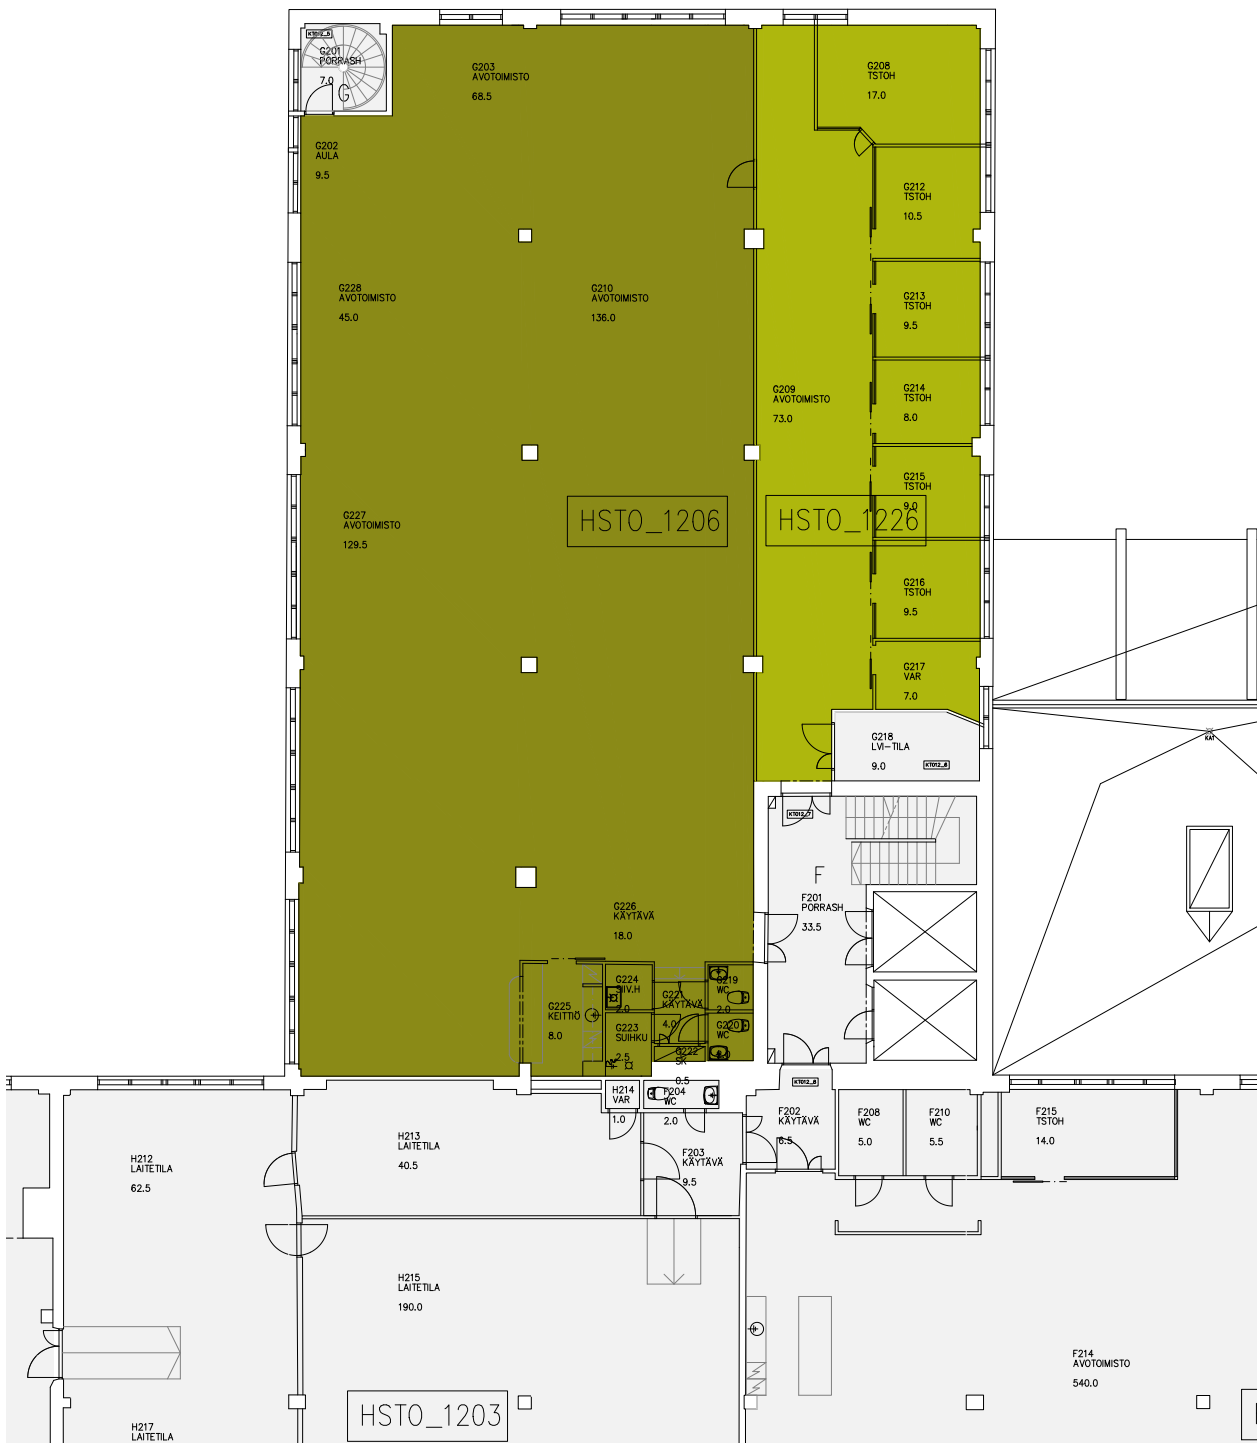 KT012_5
G201
PORRASH
7.0
G
G203
AVOTOIMISTO
68.5
G208
TSTOH
17.0
G202
AULA
9.5
G212
TSTOH
10.5
G228
AVOTOIMISTO
45.0
G210
AVOTOIMISTO
136.0
G213
TSTOH
9.5
G209
AVOTOIMISTO
73.0
G214
TSTOH
8.0
G215
TSTOH
9.0
G227
AVOTOIMISTO
129.5
HSTO_1206
HSTO_1226
G216
TSTOH
9.5
G217
VAR
7.0
G218
LVI-TILA
9.0
KT012_6
KAT
KT012_7
F
F201
PORRASH
33.5
G226
KÄYTÄVÄ
18.0
G224
SIIV.H
2.0
G221
KÄYTÄVÄ
4.0
G219
WC
2.0
G225
KEITTIÖ
8.0
G223
SUIHKU
2.5
G220
WC
G222
SK
0.5
H214
VAR
1.0
F204
WC
2.0
KT012_8
F202
KÄYTÄVÄ
6.5
F208
WC
5.0
F210
WC
5.5
F215
TSTOH
14.0
H213
LAITETILA
40.5
F203
KÄYTÄVÄ
9.5
H212
LAITETILA
62.5
H215
LAITETILA
190.0
F214
AVOTOIMISTO
540.0
HSTO_1203
H217
LAITETILA